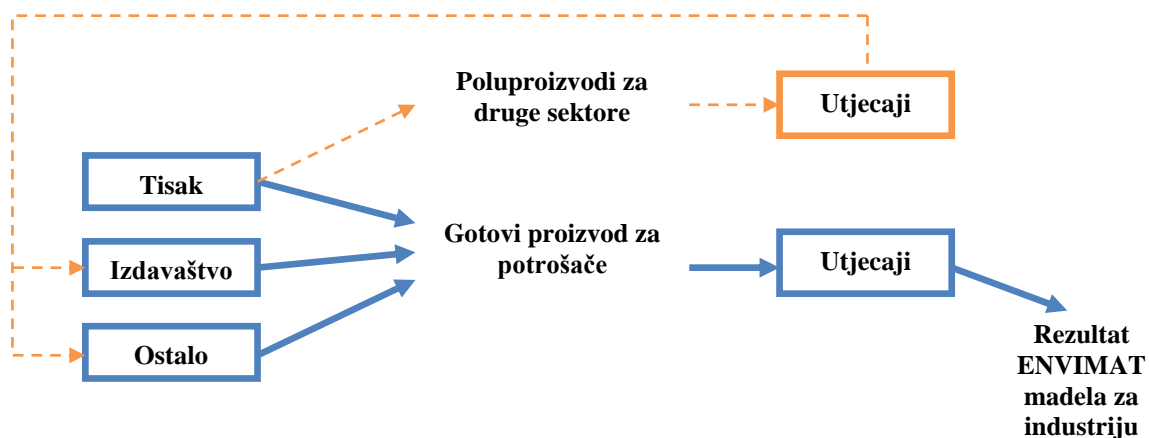 Poluproizvodi za
druge sektore
Utjecaji
Tisak
Gotovi proizvod za
potrošače
Utjecaji
Izdavaštvo
Ostalo
Rezultat
ENVIMAT
madela za
industriju